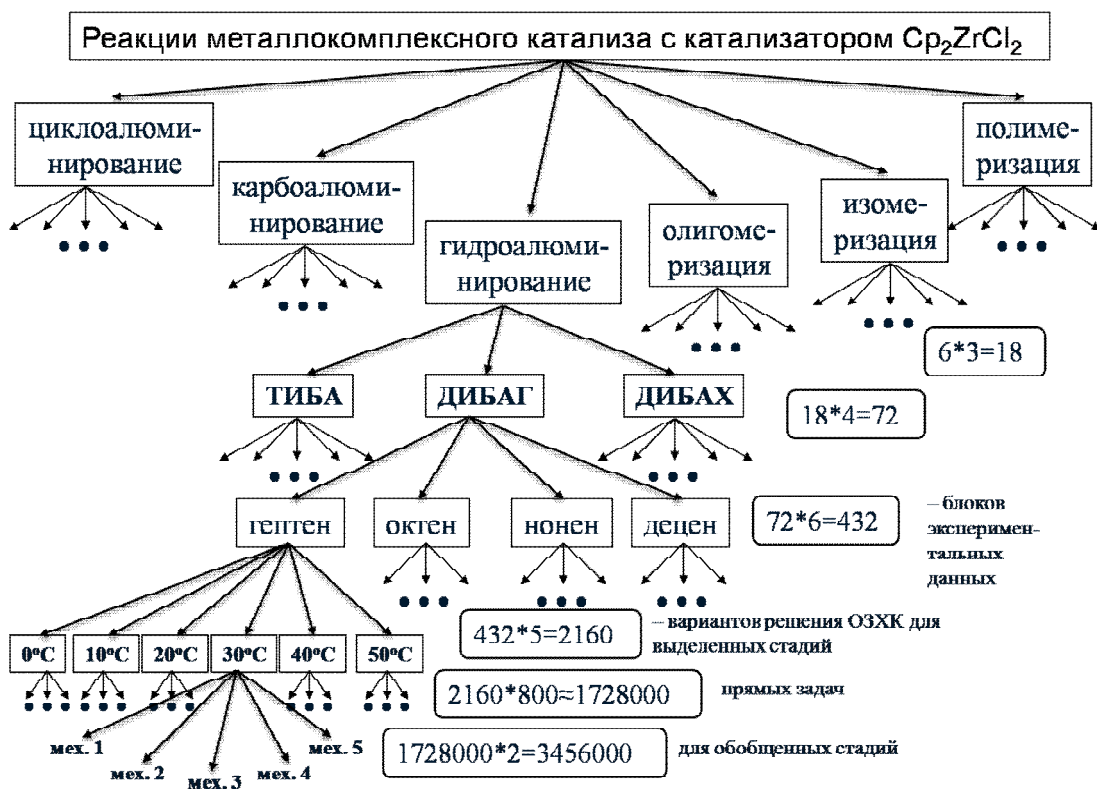 Реакции металлокомплексного катализа с катализатором Cp₂ZrCl₂
циклоалюми-
нирование
карбоалюми-
нирование
гидроалюми-
нирование
олигоме-
ризация
изоме-
ризация
полиме-
ризация
6*3=18
ТИБА
ДИБАГ
ДИБАХ
18*4=72
гептен
октен
нонен
децен
72*6=432
– блоков
эксперимен-
тальных
данных
432*5=2160
– вариантов решения ОЗХК для
выделенных стадий
0°C
10°C
20°C
30°C
40°C
50°C
2160*800≈1728000
прямых задач
мех. 1
мех. 2
мех. 3
мех. 4
мех. 5
1728000*2=3456000
для обобщенных стадий